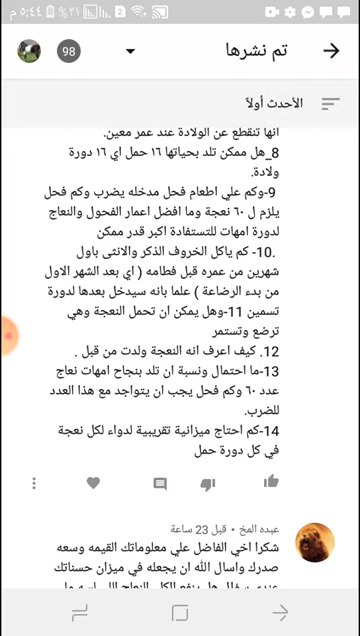 ٥:٤٤ م ٢١%
تم نشرها
98
الأحدث أولاً
انها تنقطع عن الولادة عند عمر معين.
8_هل ممكن تلد بحياتها ١٦ حمل اي ١٦ دورة
ولادة.
9-وكم علي اطعام فحل مدخله يضرب وكم فحل
يلزم ل ٦٠ نعجة وما افضل اعمار الفحول والنعاج
لدورة امهات للتستفادة اكبر قدر ممكن
.10- كم ياكل الخروف الذكر والانثى باول
شهرين من عمره قبل فطامه ( اي بعد الشهر الاول
من بدء الرضاعة ) علما بانه سيدخل بعدها لدورة
تسمين 11-وهل يمكن ان تحمل النعجة وهي
ترضع وتستمر
12. كيف اعرف انه النعجة ولدت من قبل .
13-ما احتمال ونسبة ان تلد بنجاح امهات نعاج
عدد ٦٠ وكم فحل يجب ان يتواجد مع هذا العدد
للضرب.
14-كم احتاج ميزانية تقريبية لدواء لكل نعجة
في كل دورة حمل
عبده المخ • قبل 23 ساعة
شكرا اخي الفاضل علي معلوماتك القيمه وسعه
صدرك واسال الله ان يجعله في ميزان حسناتك